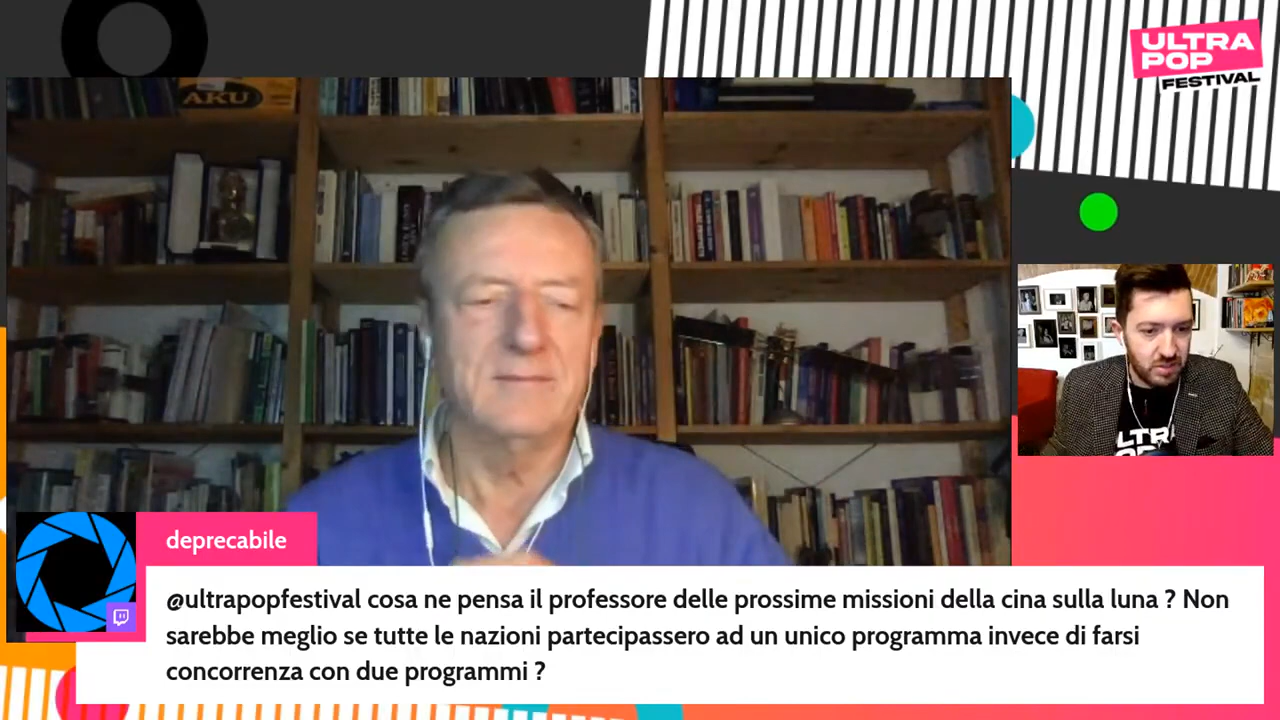 ULTRA
POP
FESTIVAL
AKU
deprecabile
@ultrapopfestival cosa ne pensa il professore delle prossime missioni della cina sulla luna ? Non
sarebbe meglio se tutte le nazioni partecipassero ad un unico programma invece di farsi
concorrenza con due programmi ?